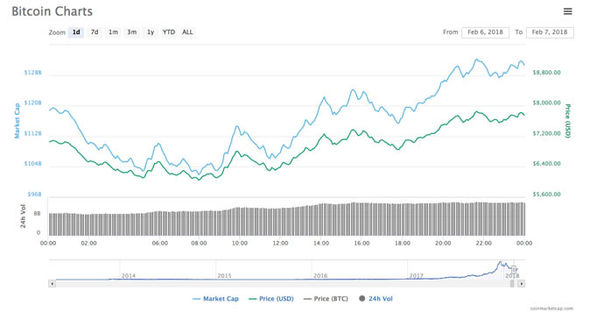 Bitcoin Charts
Zoom 1d 7d 1m 3m 1y YTD ALL
From Feb 6, 2018 To Feb 7, 2018
$128B
$120B
$112B
$104B
$96B
Market Cap
$8,800.00
$8,000.00
$7,200.00
$6,400.00
$5,600.00
Price (USD)
24h Vol
8B
0
00:00 02:00 04:00 06:00 08:00 10:00 12:00 14:00 16:00 18:00 20:00 22:00 00:00
2014 2015 2016 2017 2018
Market Cap Price (USD) Price (BTC) 24h Vol
coinmarketcap.com